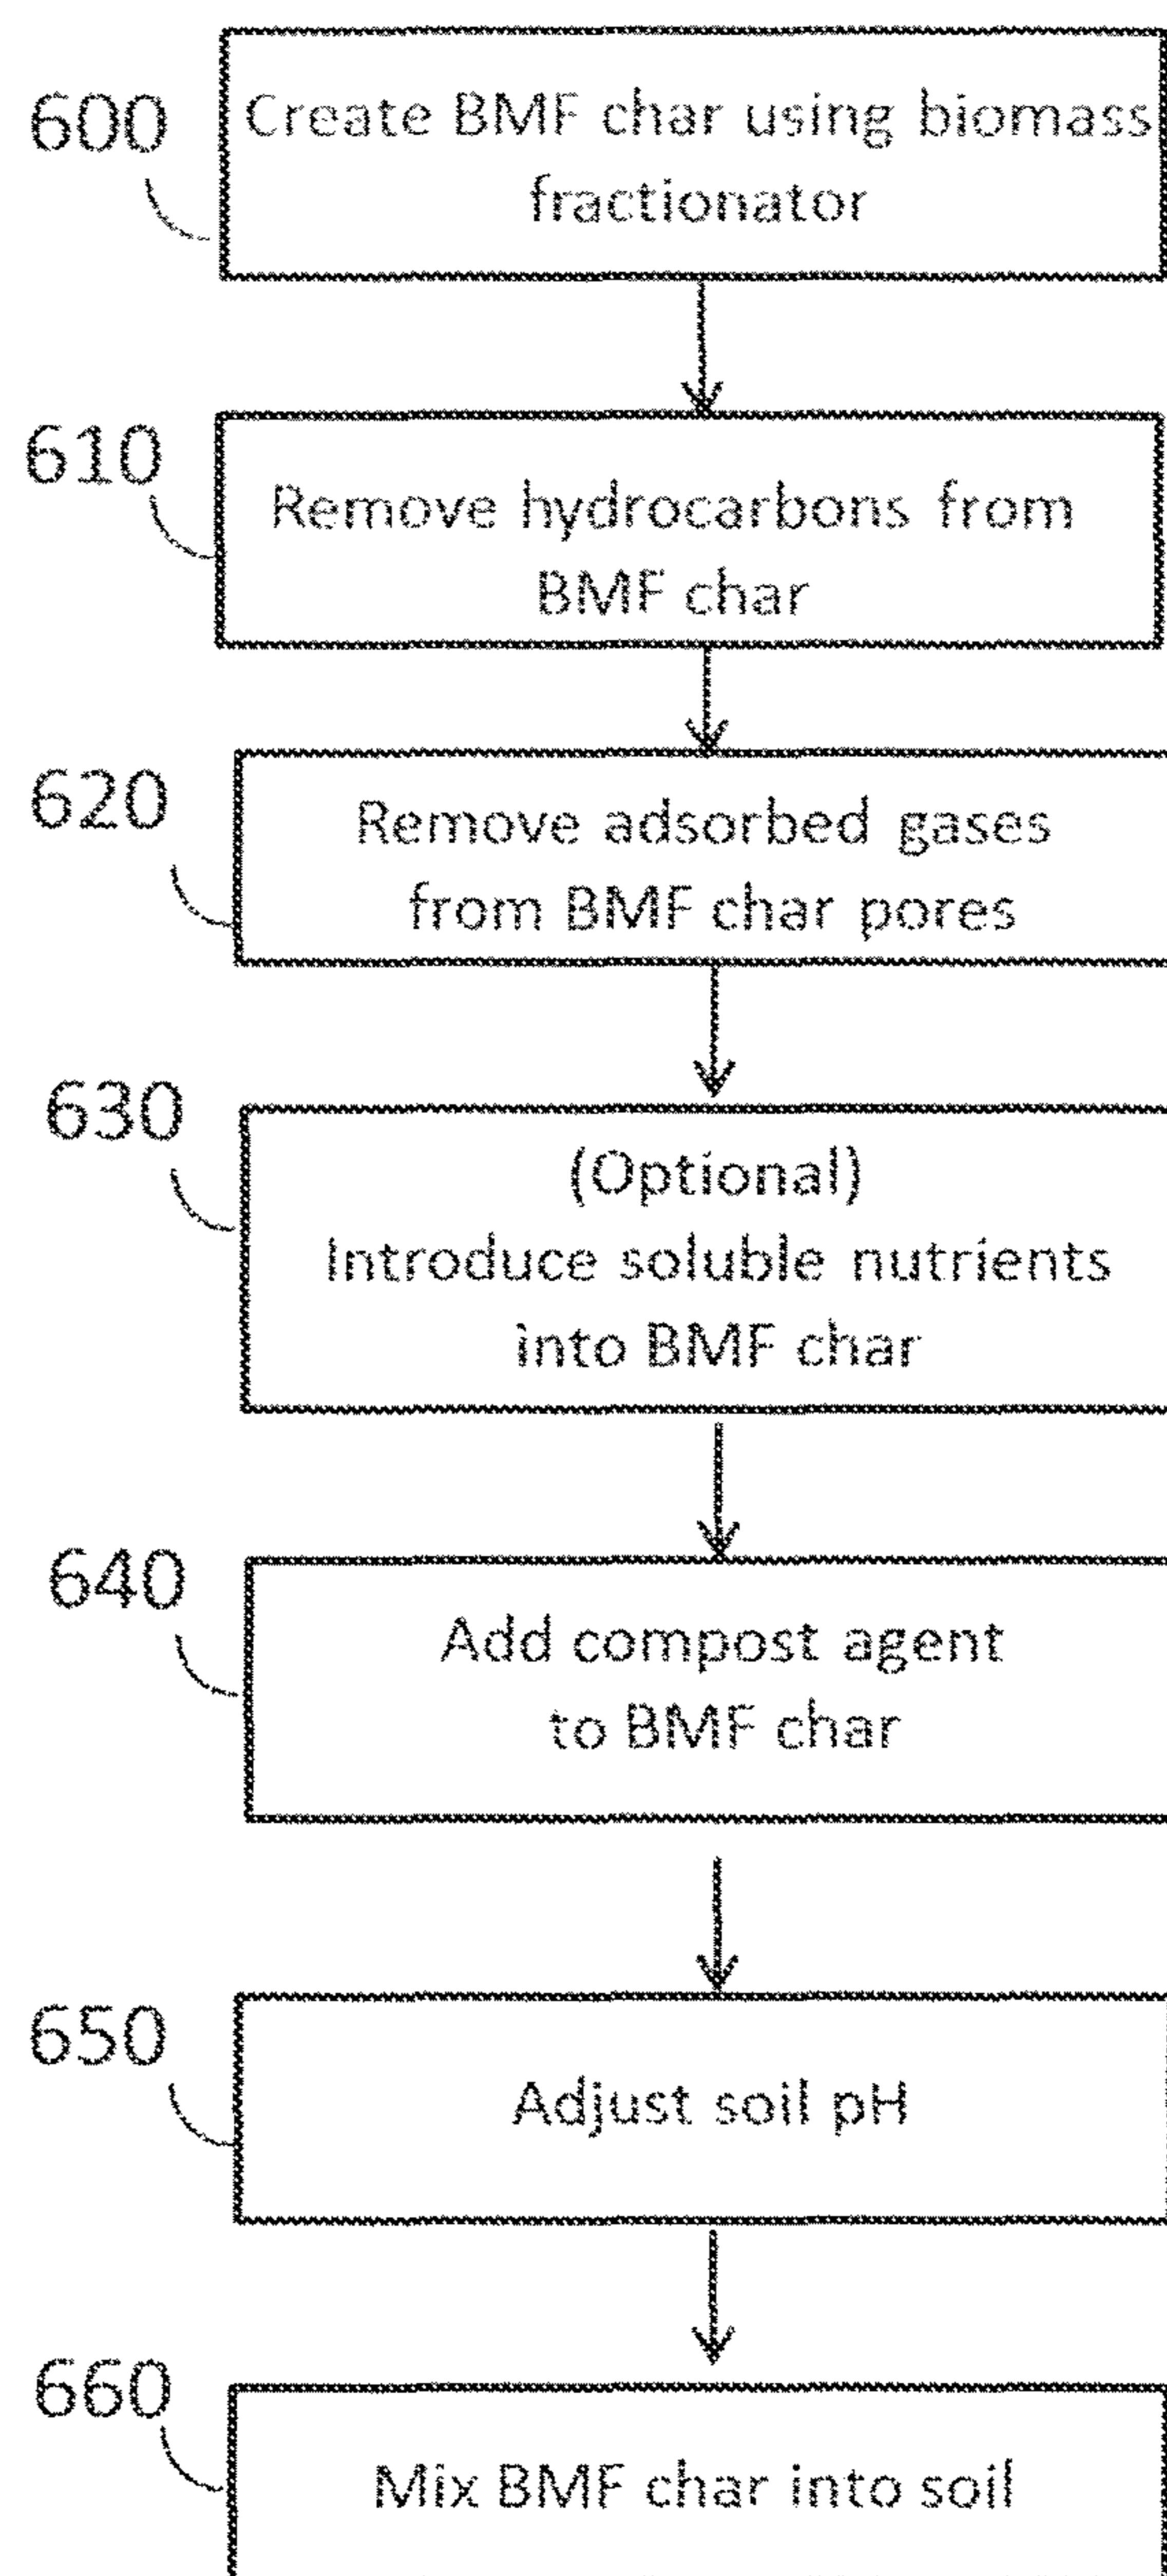 600
Create BMF char using biomass
fractionator
610
Remove hydrocarbons from
BMF char
620
Remove adsorbed gases
from BMF char pores
630
(Optional)
Introduce soluble nutrients
into BMF char
640
Add compost agent
to BMF char
650
Adjust soil pH
660
Mix BMF char into soil